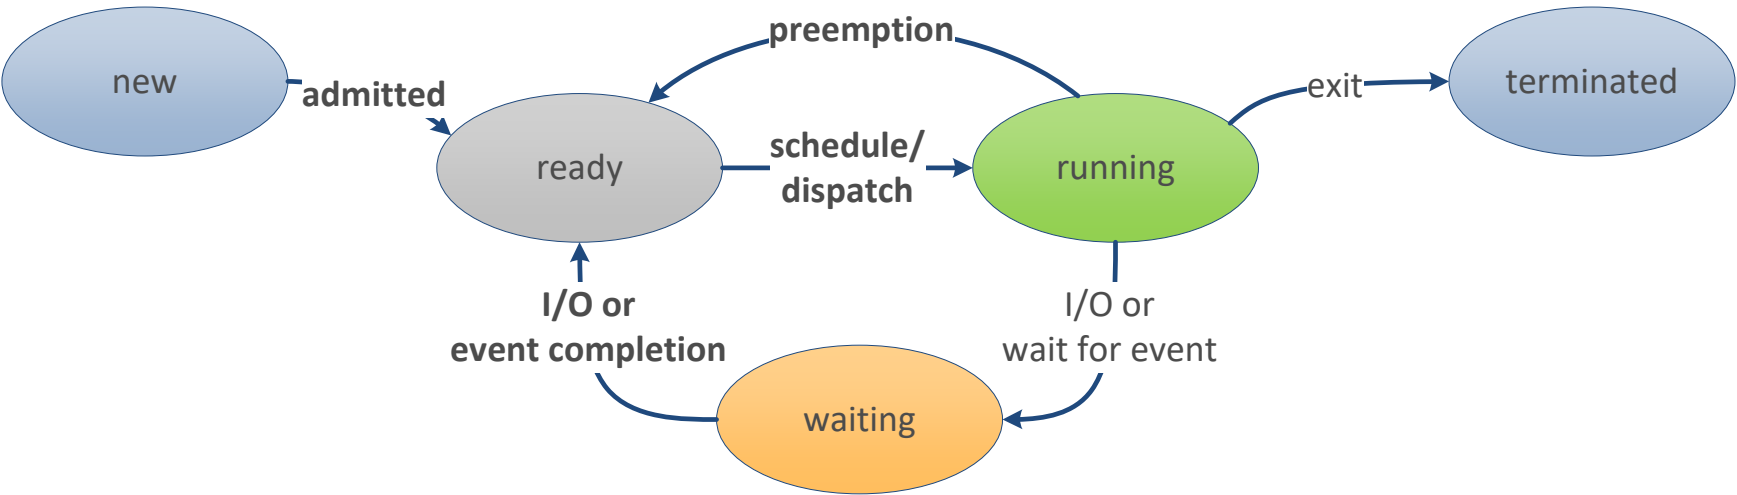 preemption
new
admitted
exit
terminated
ready
schedule/
dispatch
running
I/O or
event completion
I/O or
wait for event
waiting